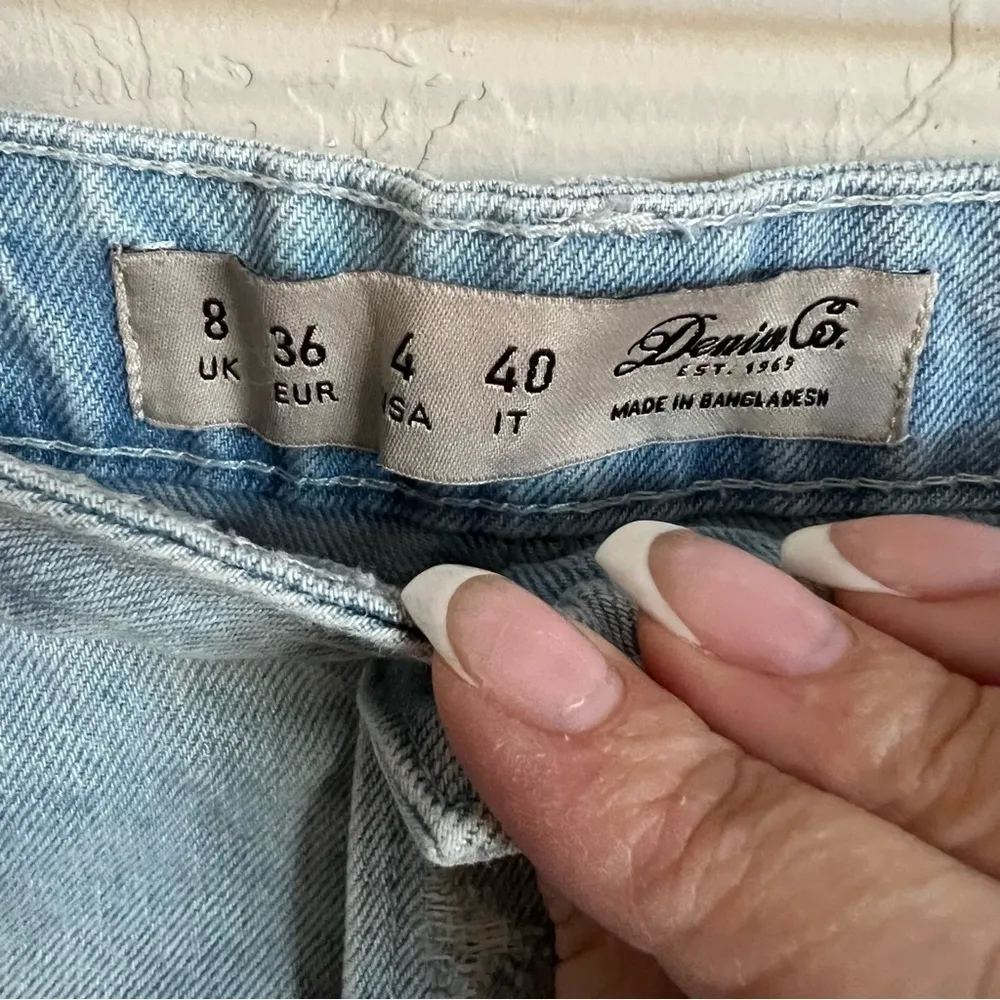 8 36 4 40 Denim Co.
UK EUR USA IT EST. 1969
MADE IN BANGLADESH